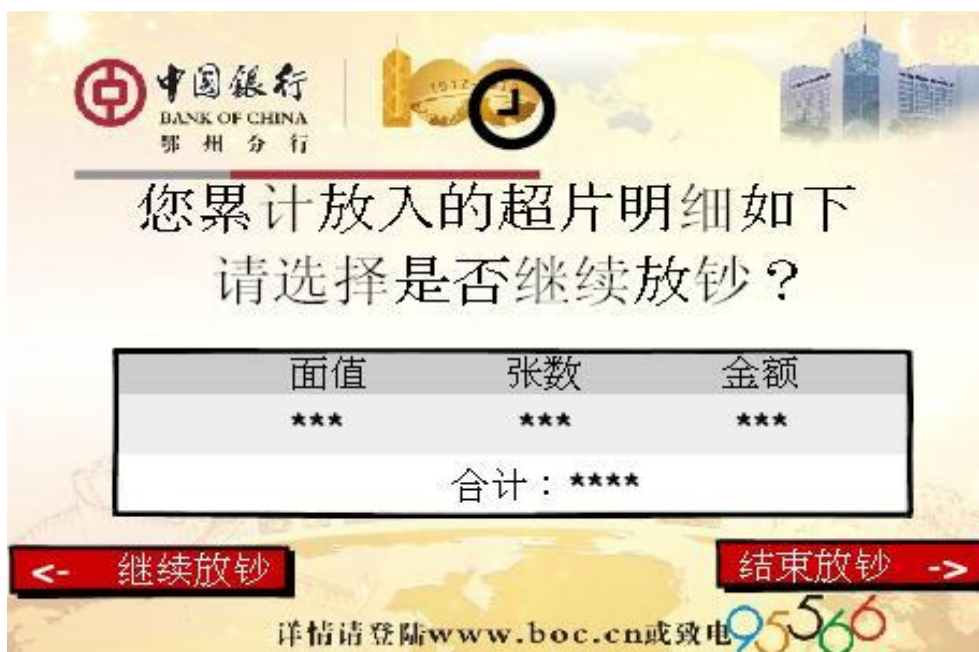 中国银行
BANK OF CHINA
鄂州分行
您累计放入的超片明细如下
请选择是否继续放钞？
面值 张数 金额
*** *** ***
合计：****
<- 继续放钞
结束放钞 ->
详情请登陆www.boc.cn或致电95566